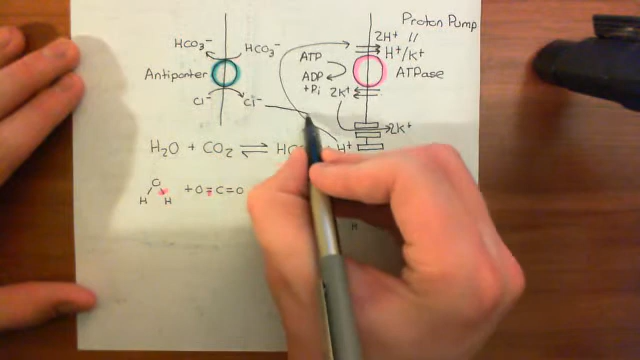 Proton Pump
HCO3⁻ HCO3⁻ 2H⁺ //
H⁺/K⁺
ATPase
Antiporter
ATP
ADP
+ Pi
2K⁺
Cl⁻ Cl⁻
2K⁺
H2O + CO2 ⇌ HC + H⁺
O
H H + O=C=O
H